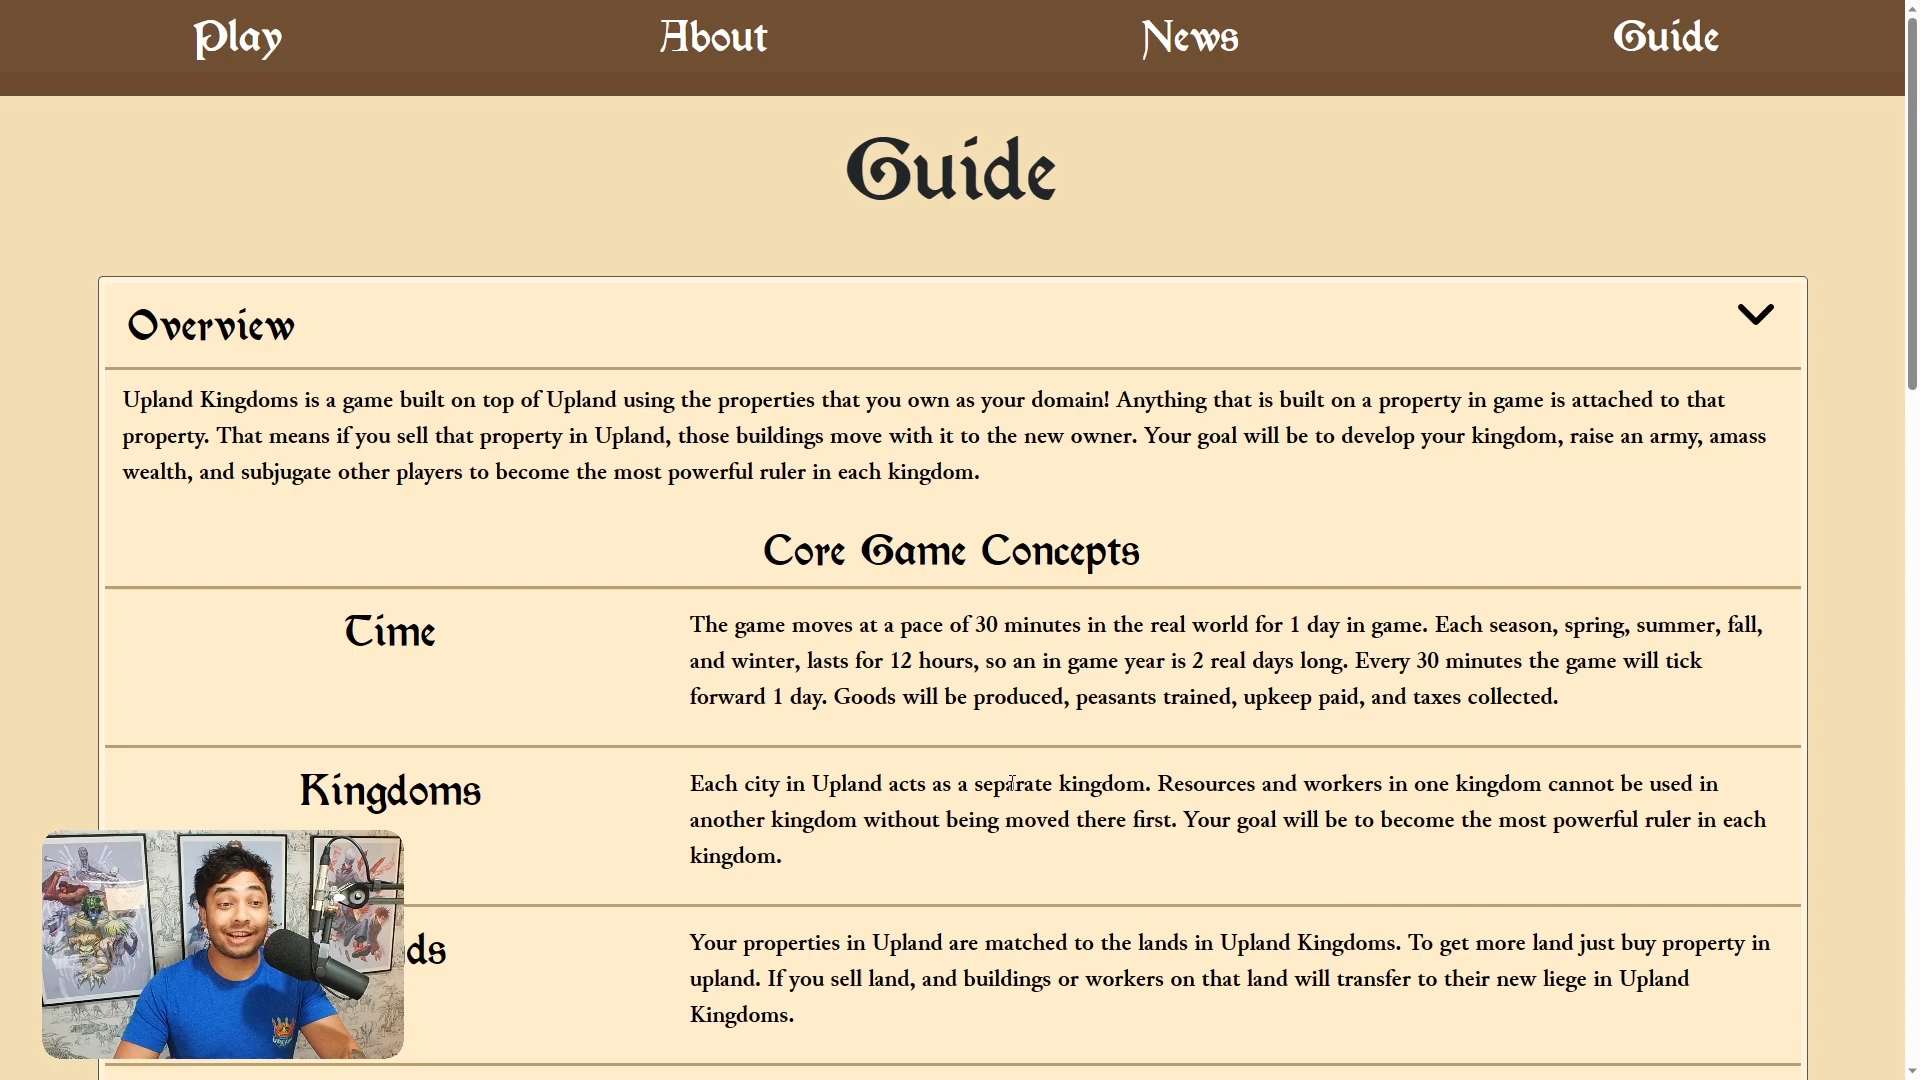 Play About News Guide
Guide
Overview
Upland Kingdoms is a game built on top of Upland using the properties that you own as your domain! Anything that is built on a property in game is attached to that
property. That means if you sell that property in Upland, those buildings move with it to the new owner. Your goal will be to develop your kingdom, raise an army, amass
wealth, and subjugate other players to become the most powerful ruler in each kingdom.
Core Game Concepts
Time
The game moves at a pace of 30 minutes in the real world for 1 day in game. Each season, spring, summer, fall,
and winter, lasts for 12 hours, so an in game year is 2 real days long. Every 30 minutes the game will tick
forward 1 day. Goods will be produced, peasants trained, upkeep paid, and taxes collected.
Kingdoms
Each city in Upland acts as a separate kingdom. Resources and workers in one kingdom cannot be used in
another kingdom without being moved there first. Your goal will be to become the most powerful ruler in each
kingdom.
ds
Your properties in Upland are matched to the lands in Upland Kingdoms. To get more land just buy property in
upland. If you sell land, and buildings or workers on that land will transfer to their new liege in Upland
Kingdoms.